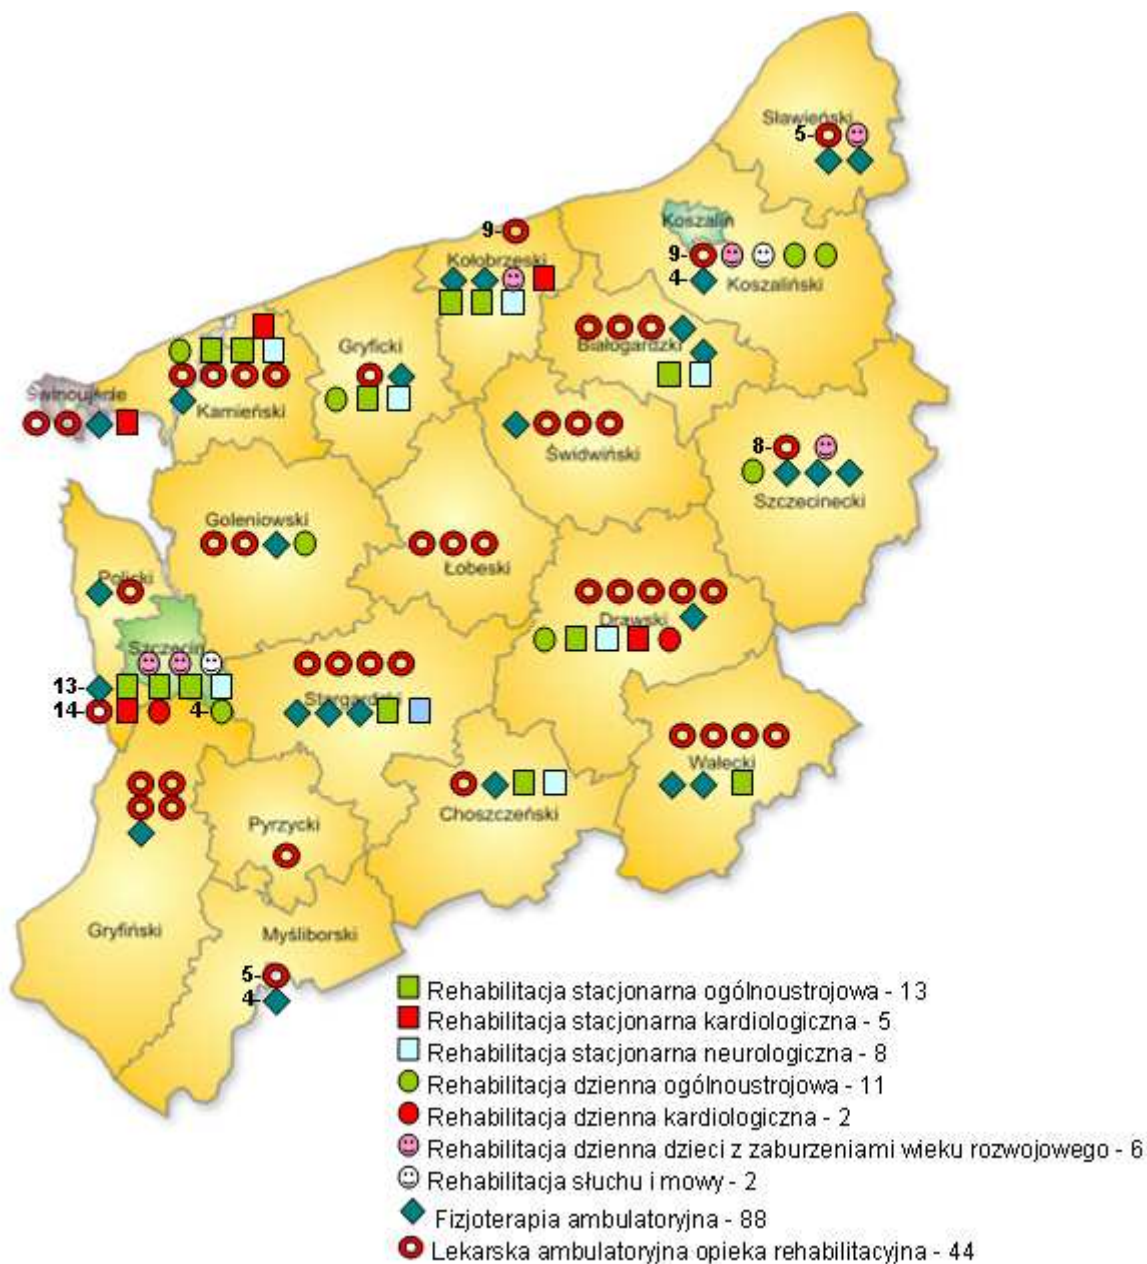 Sławieński
5-
Koszalin
9-
Kołobrzeski
9-
4-
Koszaliński
Gryficki
Białogardzki
Świnoujście
Kamieński
Świdwiński
8-
Szczecinecki
Goleniowski
Łobeski
Policki
Drawski
Szczecin
13-
Stargardzki
14-
4-
Wałecki
Choszczeński
Pyrzycki
Gryfiński
Myśliborski
5-
4-
Rehabilitacja stacjonarna ogólnoustrojowa - 13
Rehabilitacja stacjonarna kardiologiczna - 5
Rehabilitacja stacjonarna neurologiczna - 8
Rehabilitacja dzienna ogólnoustrojowa - 11
Rehabilitacja dzienna kardiologiczna - 2
Rehabilitacja dzienna dzieci z zaburzeniami wieku rozwojowego - 6
Rehabilitacja słuchu i mowy - 2
Fizjoterapia ambulatoryjna - 88
Lekarska ambulatoryjna opieka rehabilitacyjna - 44